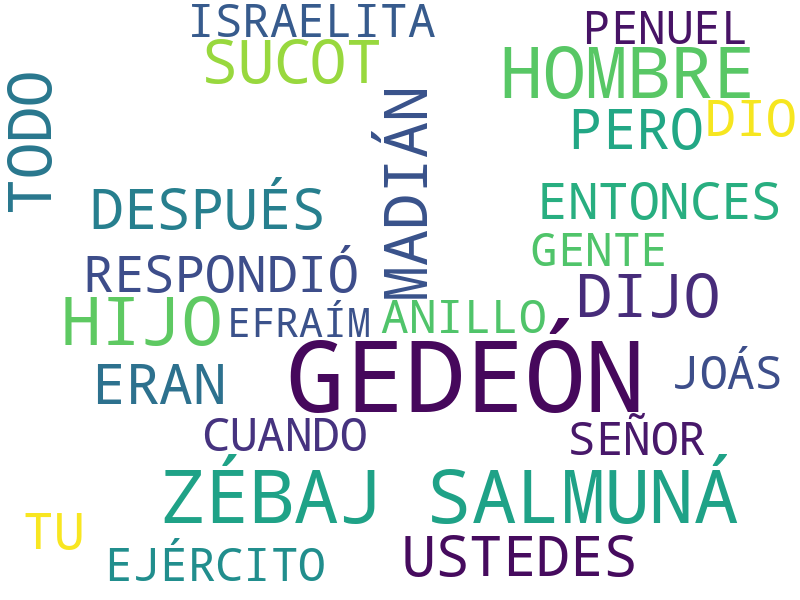 ISRAELITA
PENUEL
SUCOT
HOMBRE
TODO
MADIÁN
PERO
DIO
DESPUÉS
ENTONCES
GENTE
RESPONDIÓ
DIJO
HIJO
EFRAÍM
ANILLO
GEDEÓN
ERAN
JOÁS
CUANDO
SEÑOR
ZÉBAJ SALMUNÁ
TU
USTEDES
EJÉRCITO